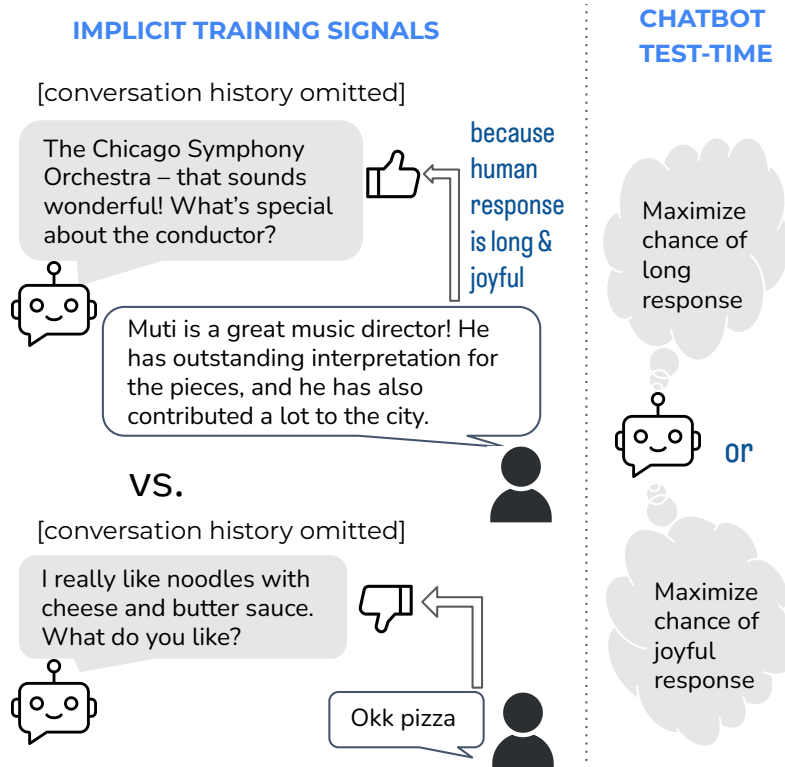 IMPLICIT TRAINING SIGNALS
[conversation history omitted]
The Chicago Symphony
Orchestra – that sounds
wonderful! What's special
about the conductor?
because
human
response
is long &
joyful
Muti is a great music director! He
has outstanding interpretation for
the pieces, and he has also
contributed a lot to the city.
vs.
[conversation history omitted]
I really like noodles with
cheese and butter sauce.
What do you like?
Okk pizza
CHATBOT
TEST-TIME
Maximize
chance of
long
response
or
Maximize
chance of
joyful
response